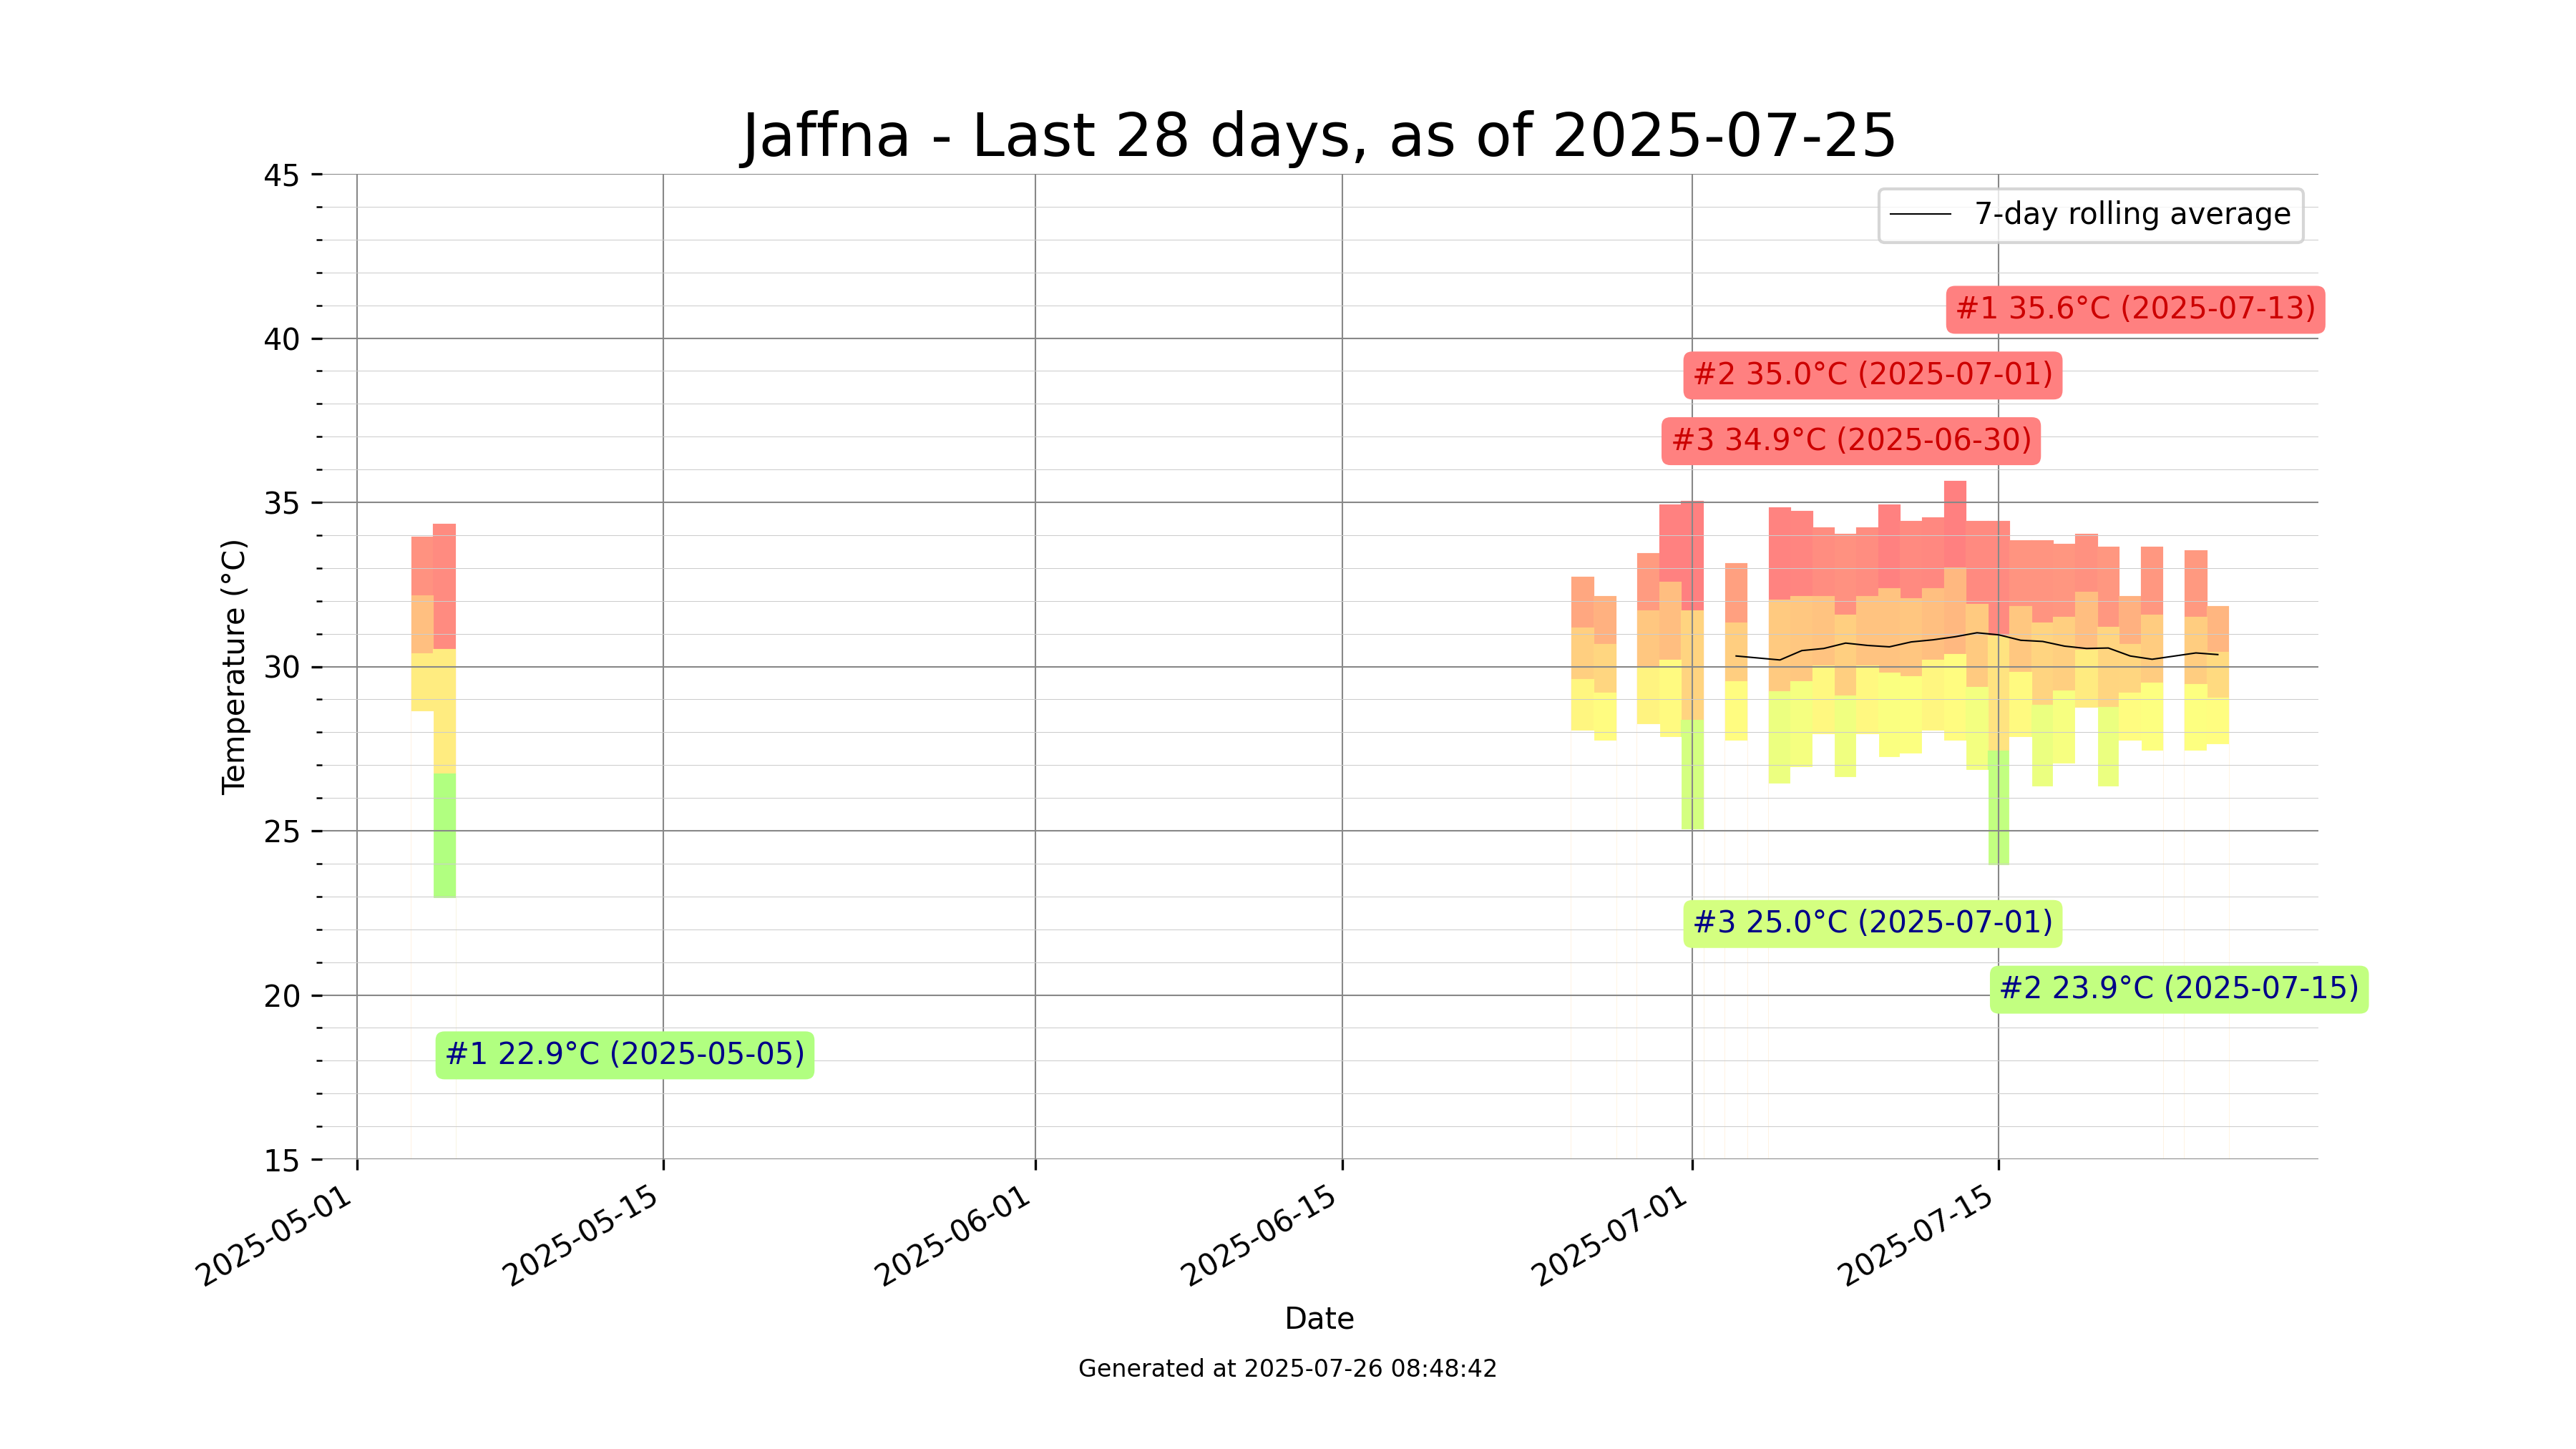 Jaffna - Last 28 days, as of 2025-07-25
45
40
35
30
25
20
15
Temperature (°C)
7-day rolling average
#1 35.6°C (2025-07-13)
#2 35.0°C (2025-07-01)
#3 34.9°C (2025-06-30)
#3 25.0°C (2025-07-01)
#2 23.9°C (2025-07-15)
#1 22.9°C (2025-05-05)
2025-05-01
2025-05-15
2025-06-01
2025-06-15
2025-07-01
2025-07-15
Date
Generated at 2025-07-26 08:48:42